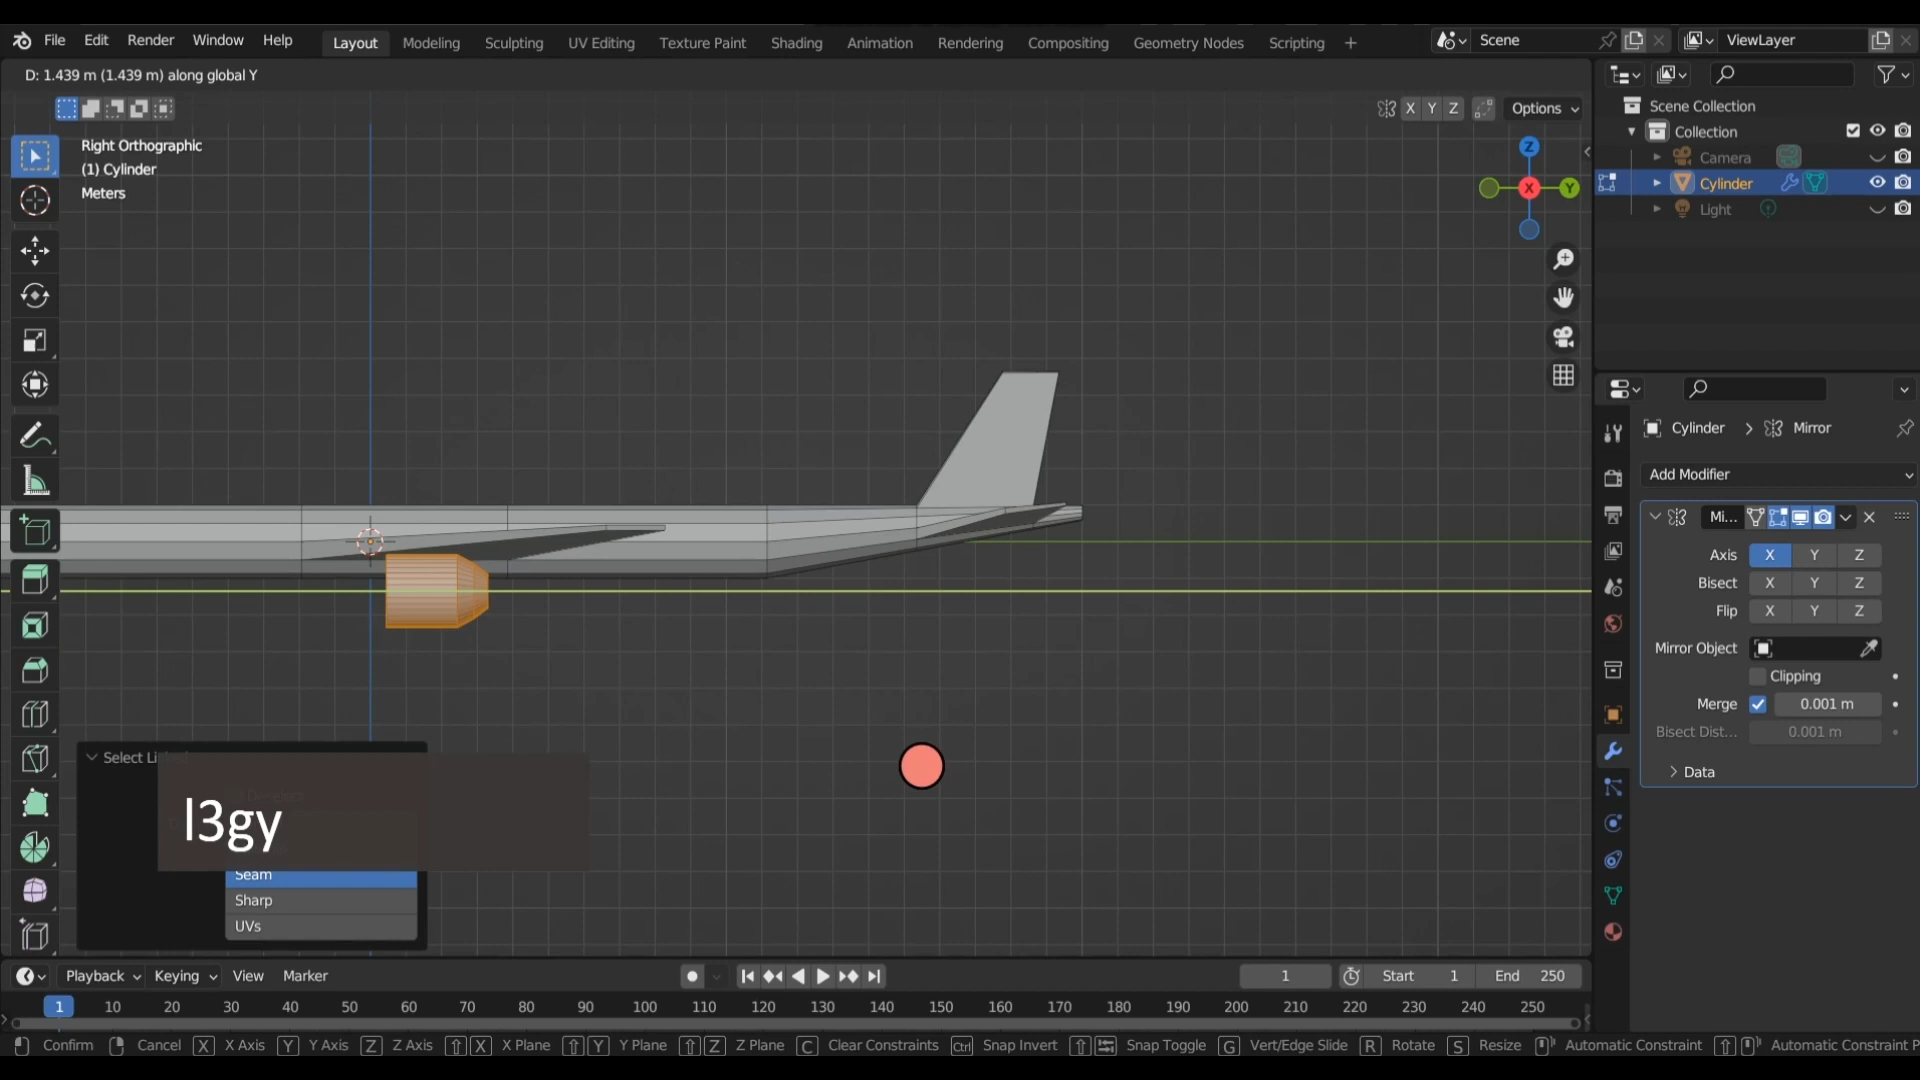 File Edit Render Window Help Layout Modeling Sculpting UV Editing Texture Paint Shading Animation Rendering Compositing Geometry Nodes Scripting + Scene ViewLayer
D: 1.439 m (1.439 m) along global Y
X Y Z Options
Right Orthographic
(1) Cylinder
Meters
Z
X Y
Scene Collection
Collection
Camera
Cylinder
Light
Cylinder > Mirror
Add Modifier
Mi...
Axis X Y Z
Bisect X Y Z
Flip X Y Z
Mirror Object
Clipping
Merge 0.001 m
Bisect Dist... 0.001 m
Data
l3gy
Seam
Sharp
UVs
Playback Keying View Marker 1 Start 1 End 250
1 10 20 30 40 50 60 70 80 90 100 110 120 130 140 150 160 170 180 190 200 210 220 230 240 250
Confirm Cancel X X Axis Y Y Axis Z Z Axis X X Plane Y Y Plane Z Z Plane C Clear Constraints Ctrl Snap Invert Snap Toggle G Vert/Edge Slide R Rotate S Resize Automatic Constraint Automatic Constraint P